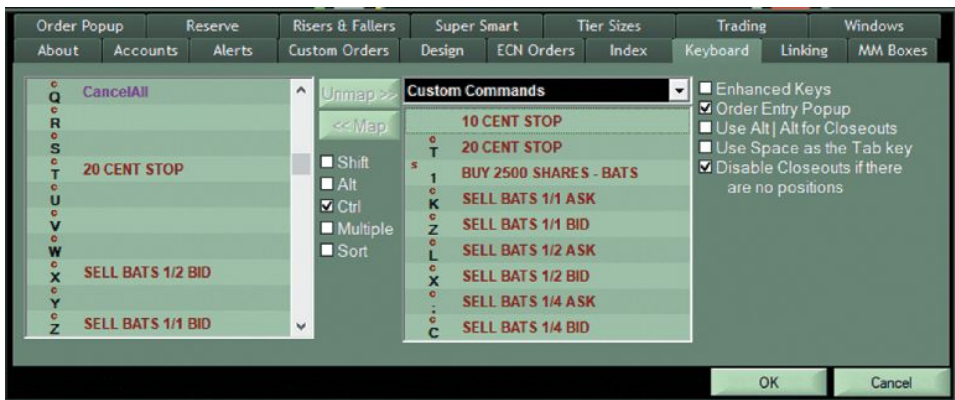 Order Popup Reserve Risers & Fallers Super Smart Tier Sizes Trading Windows
About Accounts Alerts Custom Orders Design ECN Orders Index Keyboard Linking MM Boxes
c Q CancelAll
c R
c S
c T 20 CENT STOP
c U
c V
c W
c X SELL BATS 1/2 BID
c Y
c Z SELL BATS 1/1 BID
Unmap >>
<< Map
Shift
Alt
Ctrl
Multiple
Sort
Custom Commands
10 CENT STOP
c T 20 CENT STOP
s 1 BUY 2500 SHARES - BATS
c K SELL BATS 1/1 ASK
c Z SELL BATS 1/1 BID
c L SELL BATS 1/2 ASK
c X SELL BATS 1/2 BID
c ; SELL BATS 1/4 ASK
c C SELL BATS 1/4 BID
Enhanced Keys
Order Entry Popup
Use Alt | Alt for Closeouts
Use Space as the Tab key
Disable Closeouts if there
are no positions
OK Cancel